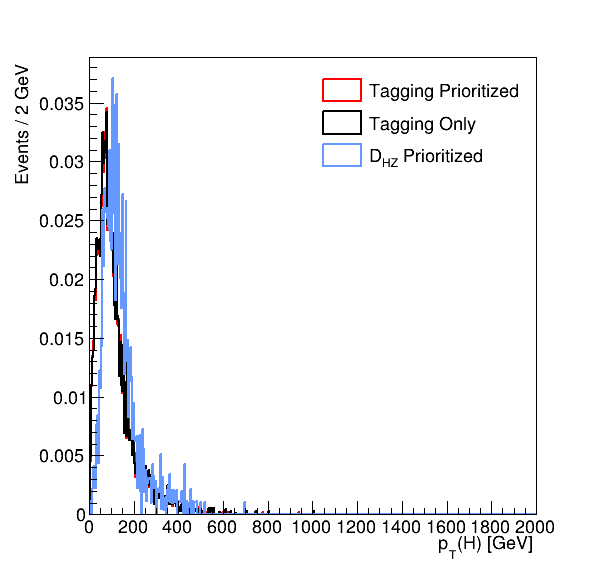 Events / 2 GeV
0.035
0.03
0.025
0.02
0.015
0.01
0.005
0
Tagging Prioritized
Tagging Only
D_HZ Prioritized
0 200 400 600 800 1000 1200 1400 1600 1800 2000
p_T(H) [GeV]